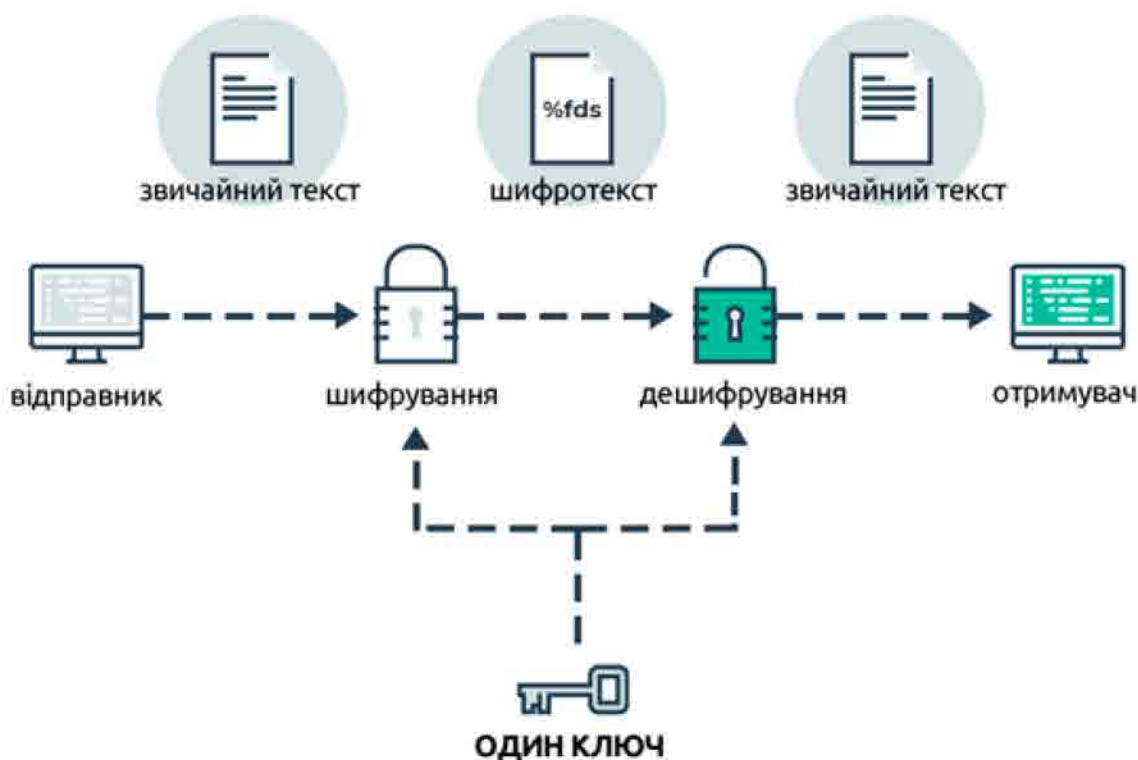 %fds
звичайний текст
шифротекст
звичайний текст
відправник
шифрування
дешифрування
отримувач
ОДИН КЛЮЧ